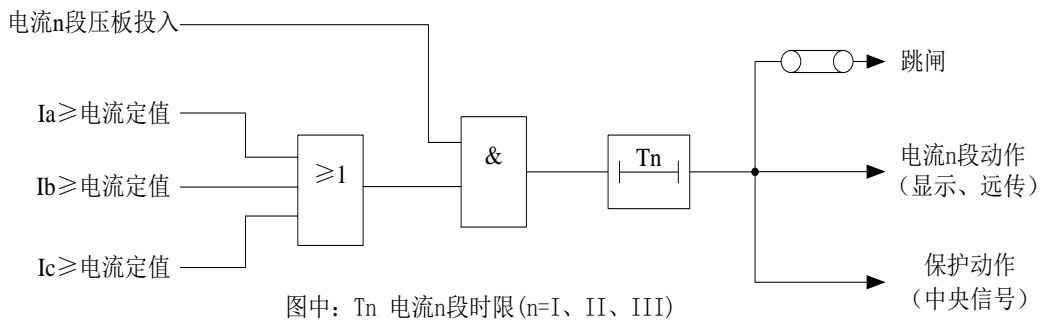 电流n段压板投入
Ia≥电流定值
Ib≥电流定值
Ic≥电流定值
≥1
&
Tn
跳闸
电流n段动作
（显示、远传）
保护动作
（中央信号）
图中：Tn 电流n段时限(n=I、II、III)